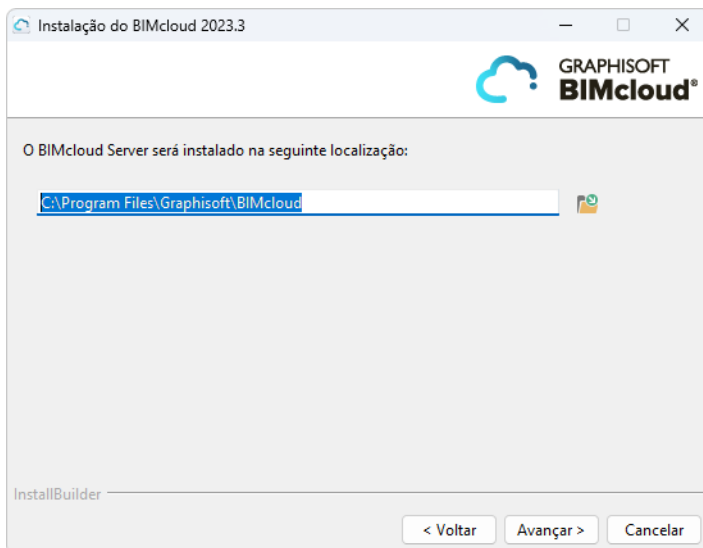 Instalação do BIMcloud 2023.3
GRAPHISOFT
BIMcloud®
O BIMcloud Server será instalado na seguinte localização:
C:\Program Files\Graphisoft\BIMcloud
InstallBuilder
< Voltar
Avançar >
Cancelar